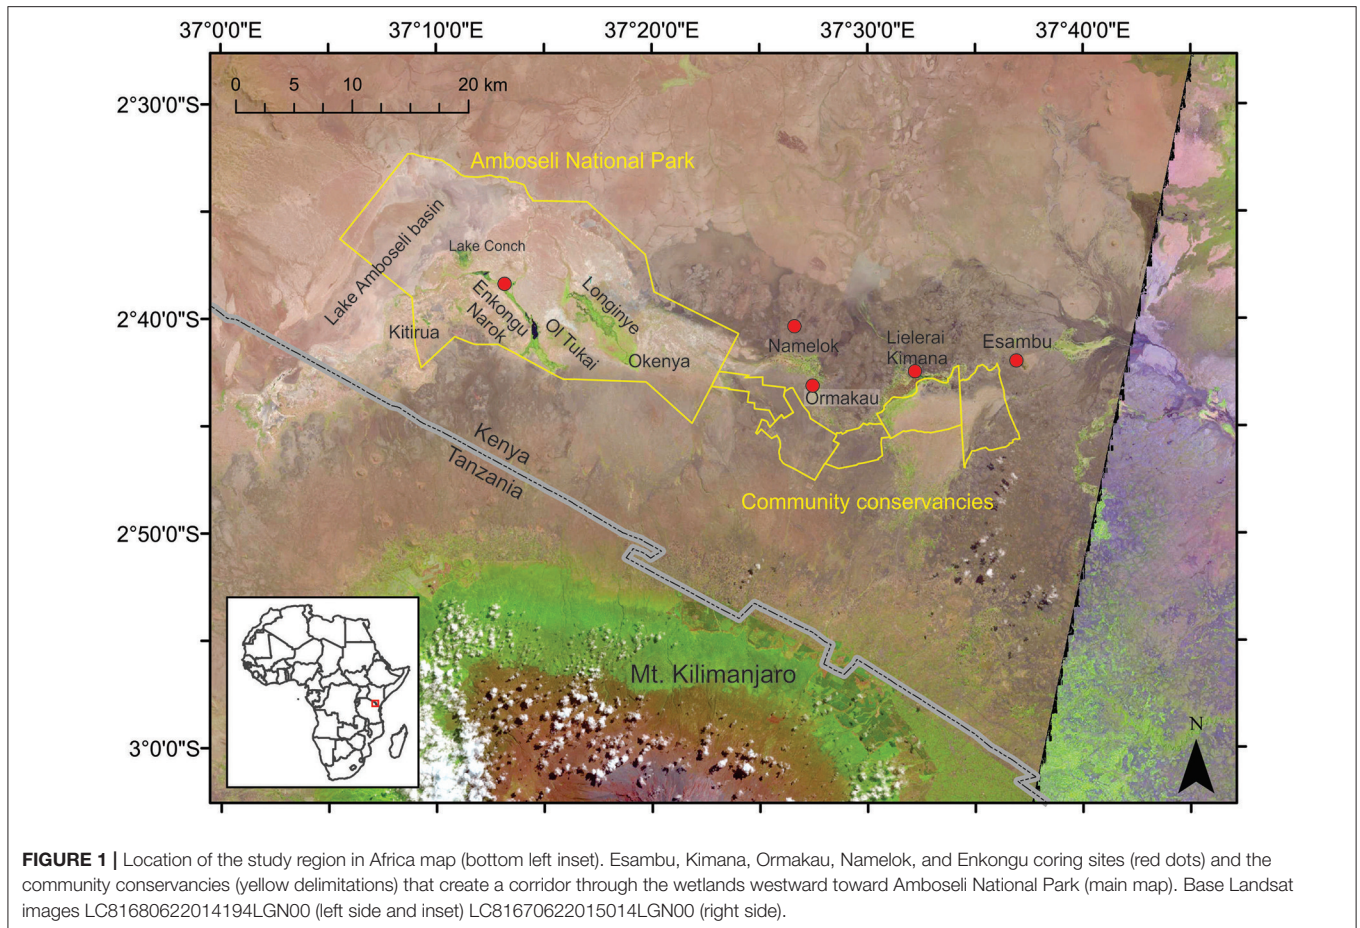 37°0'0"E 37°10'0"E 37°20'0"E 37°30'0"E 37°40'0"E
0 5 10 20 km
2°30'0"S
Amboseli National Park
Lake Amboseli basin
Lake Conch
Longinye
Enkongu
Narok
2°40'0"S
Ol Tukai
Kitirua
Okenya
Namelok
Lielerai
Kimana
Esambu
Ormakau
Kenya
Tanzania
Community conservancies
2°50'0"S
Mt. Kilimanjaro
3°0'0"S
N
FIGURE 1 | Location of the study region in Africa map (bottom left inset). Esambu, Kimana, Ormakau, Namelok, and Enkongu coring sites (red dots) and the
community conservancies (yellow delimitations) that create a corridor through the wetlands westward toward Amboseli National Park (main map). Base Landsat
images LC81680622014194LGN00 (left side and inset) LC81670622015014LGN00 (right side).